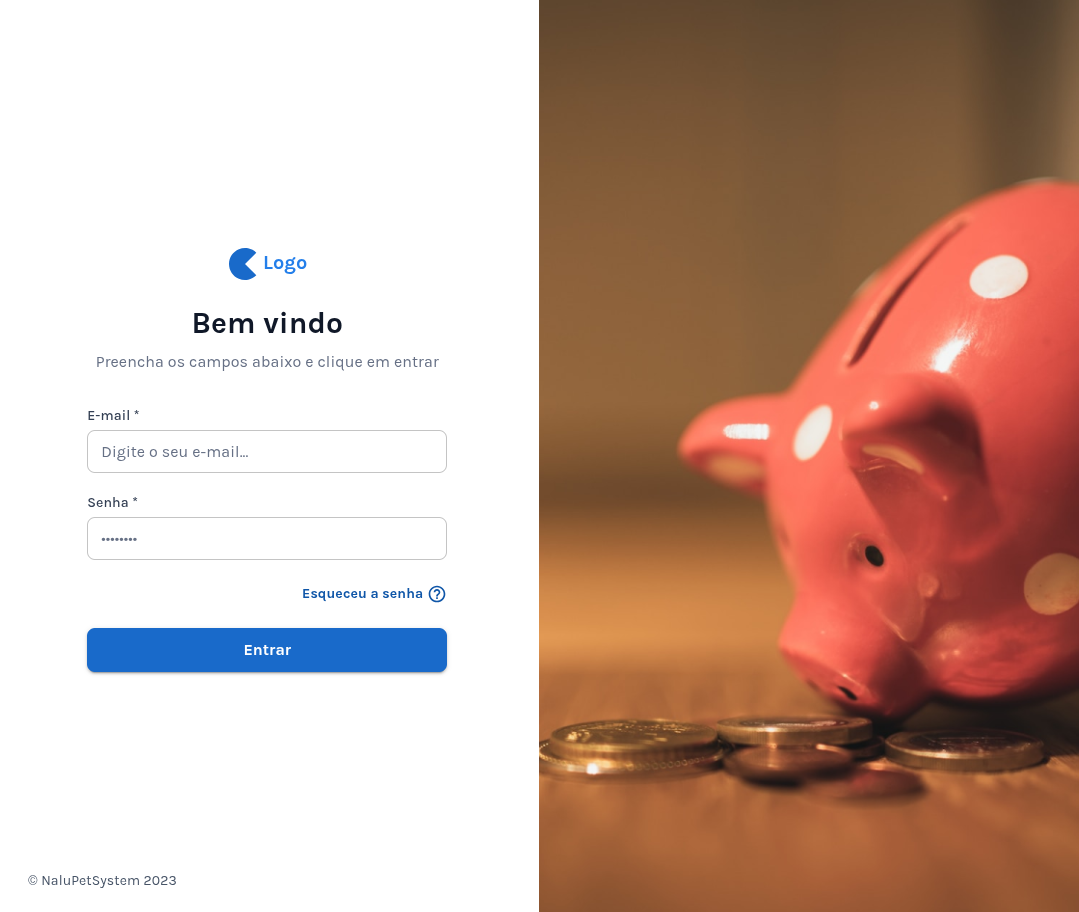 Logo
Bem vindo
Preencha os campos abaixo e clique em entrar
E-mail *
Digite o seu e-mail...
Senha *
••••••••
Esqueceu a senha
Entrar
© NaluPetSystem 2023